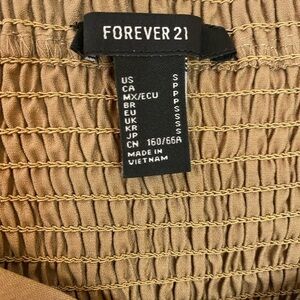 FOREVER 21
US S
CA P
MX/ECU P
BR P
EU S
UK S
KR S
JP S
CN 160/66A
MADE IN
VIETNAM